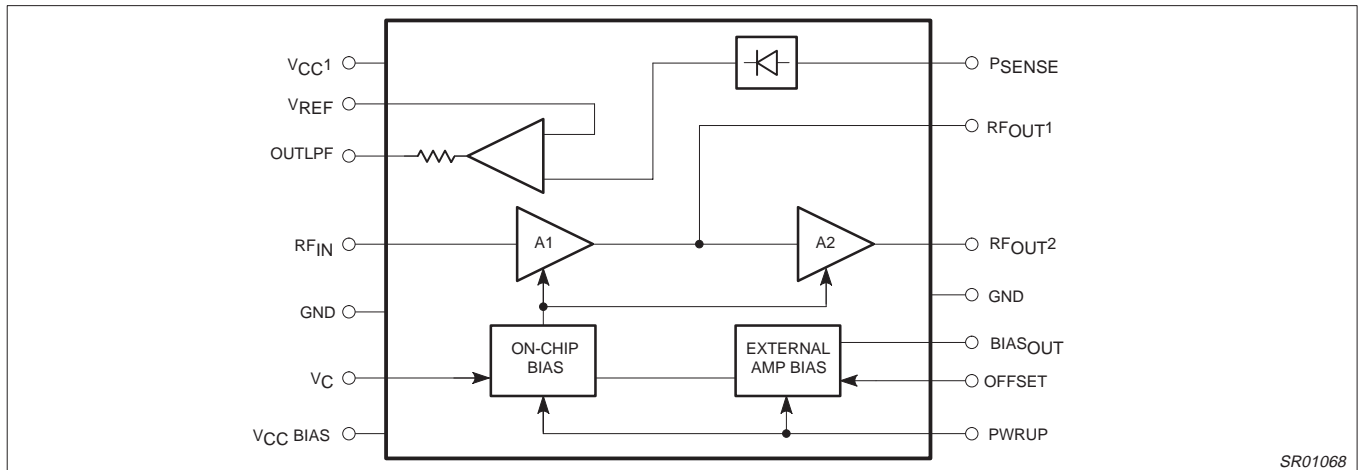 VCC1
VREF
OUTLPF
RFIN
GND
VC
VCC BIAS
A1
A2
ON-CHIP
BIAS
EXTERNAL
AMP BIAS
PSENSE
RFOUT1
RFOUT2
GND
BIASOUT
OFFSET
PWRUP
SR01068